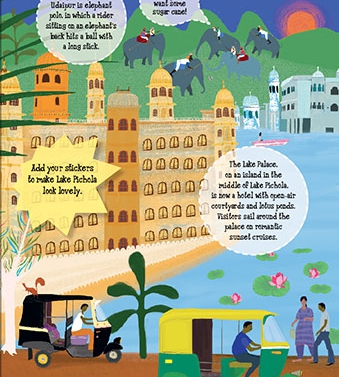 Udaipur is elephant
polo, in which a rider
sitting on an elephant's
back hits a ball with
a long stick.
want some
sugar cane!
Add your stickers
to make Lake Pichola
look lovely.
The Lake Palace,
on an island in the
middle of Lake Pichola,
is now a hotel with open-air
courtyards and lotus ponds.
Visitors sail around the
palace on romantic
sunset cruises.